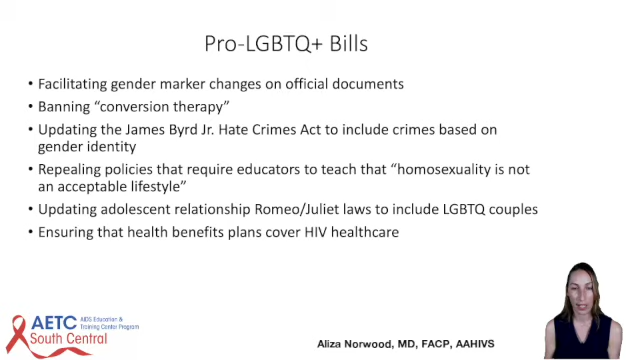 Pro-LGBTQ+ Bills
• Facilitating gender marker changes on official documents
• Banning “conversion therapy”
• Updating the James Byrd Jr. Hate Crimes Act to include crimes based on
gender identity
• Repealing policies that require educators to teach that “homosexuality is not
an acceptable lifestyle”
• Updating adolescent relationship Romeo/Juliet laws to include LGBTQ couples
• Ensuring that health benefits plans cover HIV healthcare
AETC AIDS Education &
Training Center Program
South Central
Aliza Norwood, MD, FACP, AAHIVS